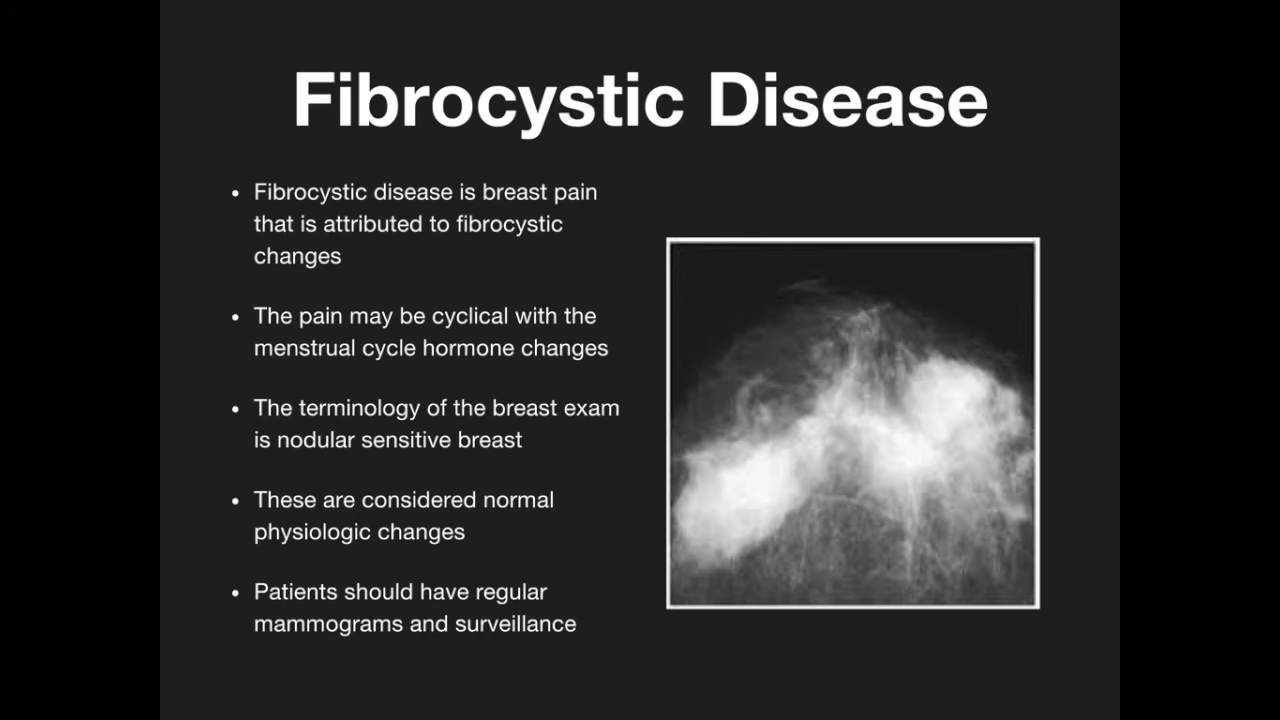 Fibrocystic Disease
• Fibrocystic disease is breast pain
that is attributed to fibrocystic
changes
• The pain may be cyclical with the
menstrual cycle hormone changes
• The terminology of the breast exam
is nodular sensitive breast
• These are considered normal
physiologic changes
• Patients should have regular
mammograms and surveillance